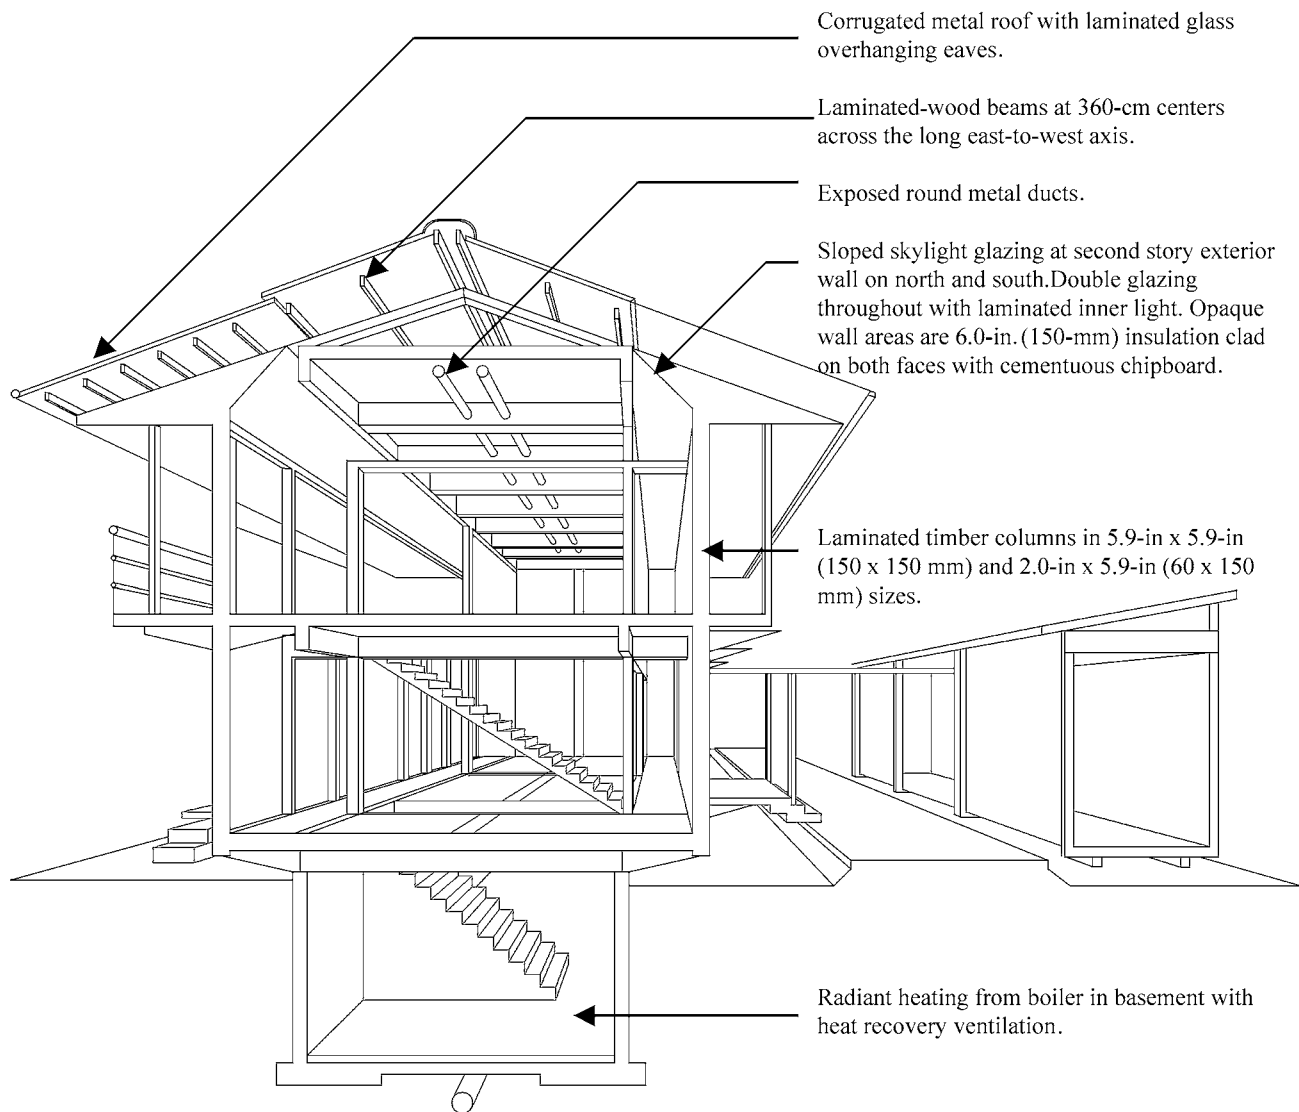 Corrugated metal roof with laminated glass
overhanging eaves.
Laminated-wood beams at 360-cm centers
across the long east-to-west axis.
Exposed round metal ducts.
Sloped skylight glazing at second story exterior
wall on north and south.Double glazing
throughout with laminated inner light. Opaque
wall areas are 6.0-in. (150-mm) insulation clad
on both faces with cementuous chipboard.
Laminated timber columns in 5.9-in x 5.9-in
(150 x 150 mm) and 2.0-in x 5.9-in (60 x 150
mm) sizes.
Radiant heating from boiler in basement with
heat recovery ventilation.